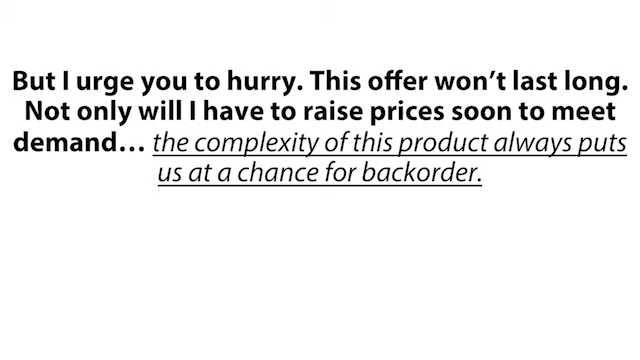 But I urge you to hurry. This offer won’t last long.
Not only will I have to raise prices soon to meet
demand… the complexity of this product always puts
us at a chance for backorder.